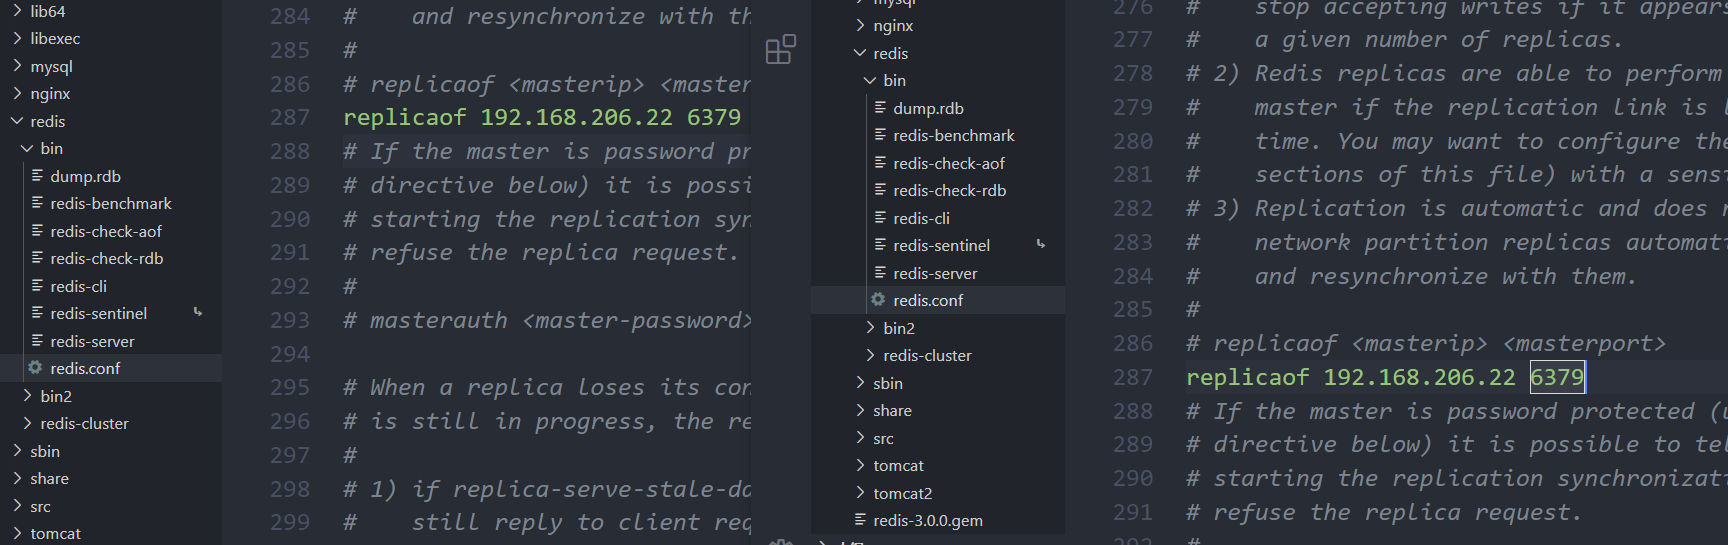 lib64
libexec
mysql
nginx
redis
bin
dump.rdb
redis-benchmark
redis-check-aof
redis-check-rdb
redis-cli
redis-sentinel
redis-server
redis.conf
bin2
redis-cluster
sbin
share
src
tomcat
284 #    and resynchronize with th
285 #
286 # replicaof <masterip> <master
287 replicaof 192.168.206.22 6379
288 # If the master is password pr
289 # directive below) it is possi
290 # starting the replication syn
291 # refuse the replica request.
292 #
293 # masterauth <master-password>
294
295 # When a replica loses its con
296 # is still in progress, the re
297 #
298 # 1) if replica-serve-stale-da
299 #    still reply to client req
mysql
nginx
redis
bin
dump.rdb
redis-benchmark
redis-check-aof
redis-check-rdb
redis-cli
redis-sentinel
redis-server
redis.conf
bin2
redis-cluster
sbin
share
src
tomcat
tomcat2
redis-3.0.0.gem
276 #    stop accepting writes if it appears
277 #    a given number of replicas.
278 # 2) Redis replicas are able to perform
279 #    master if the replication link is l
280 #    time. You may want to configure the
281 #    sections of this file) with a sensi
282 # 3) Replication is automatic and does n
283 #    network partition replicas automati
284 #    and resynchronize with them.
285 #
286 # replicaof <masterip> <masterport>
287 replicaof 192.168.206.22 6379
288 # If the master is password protected (u
289 # directive below) it is possible to tel
290 # starting the replication synchronizati
291 # refuse the replica request.
292 #